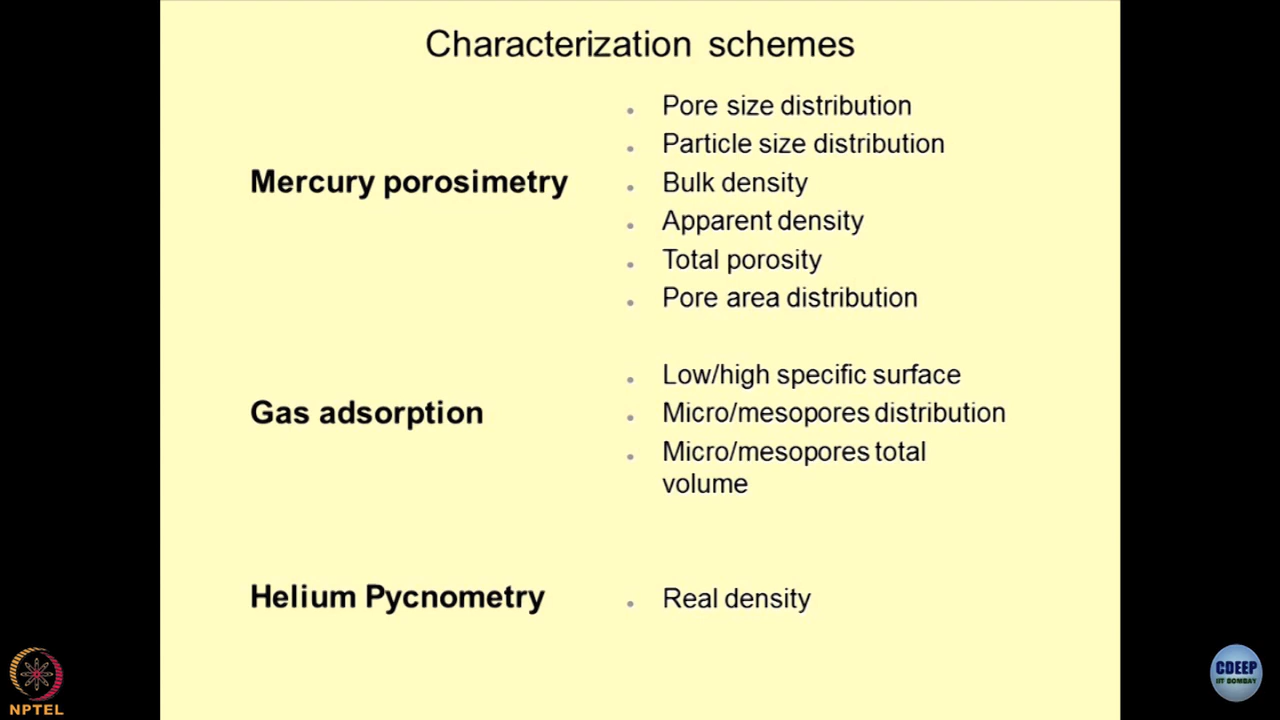 Characterization schemes
Mercury porosimetry
• Pore size distribution
• Particle size distribution
• Bulk density
• Apparent density
• Total porosity
• Pore area distribution
Gas adsorption
• Low/high specific surface
• Micro/mesopores distribution
• Micro/mesopores total
volume
Helium Pycnometry
• Real density
NPTEL
CDEEP
IIT BOMBAY